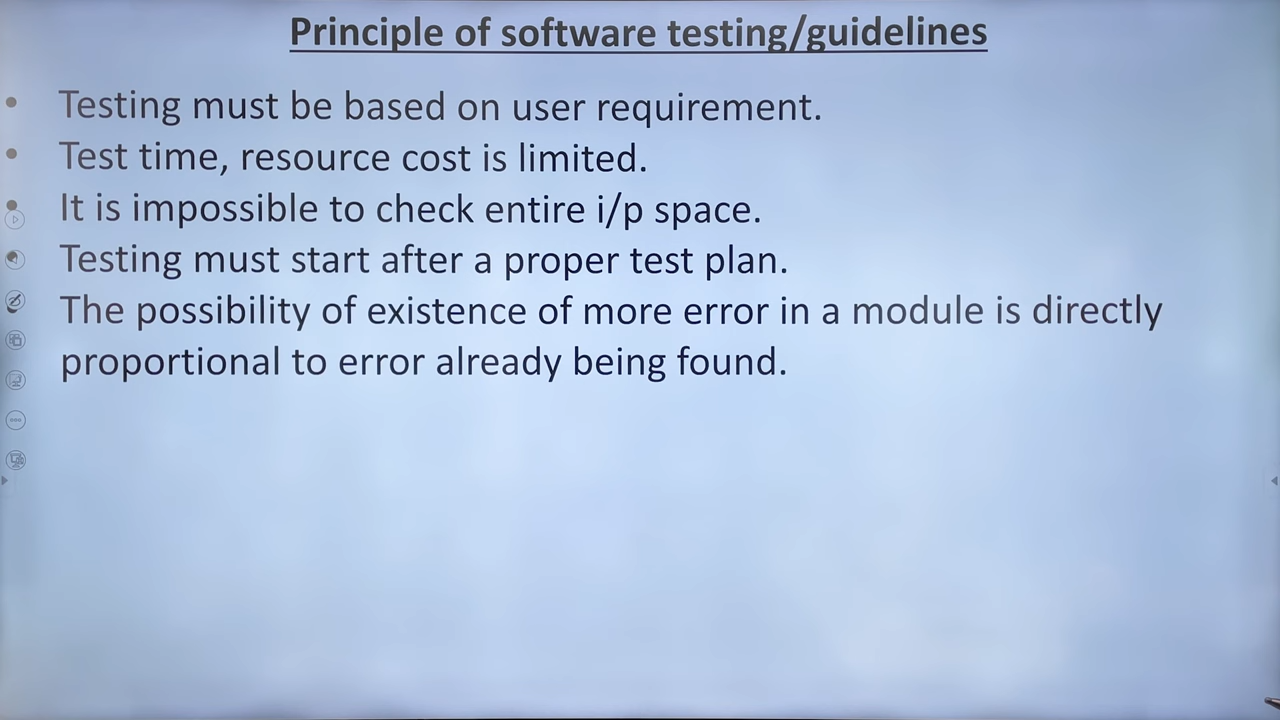 Principle of software testing/guidelines
• Testing must be based on user requirement.
• Test time, resource cost is limited.
• It is impossible to check entire i/p space.
Testing must start after a proper test plan.
The possibility of existence of more error in a module is directly
proportional to error already being found.